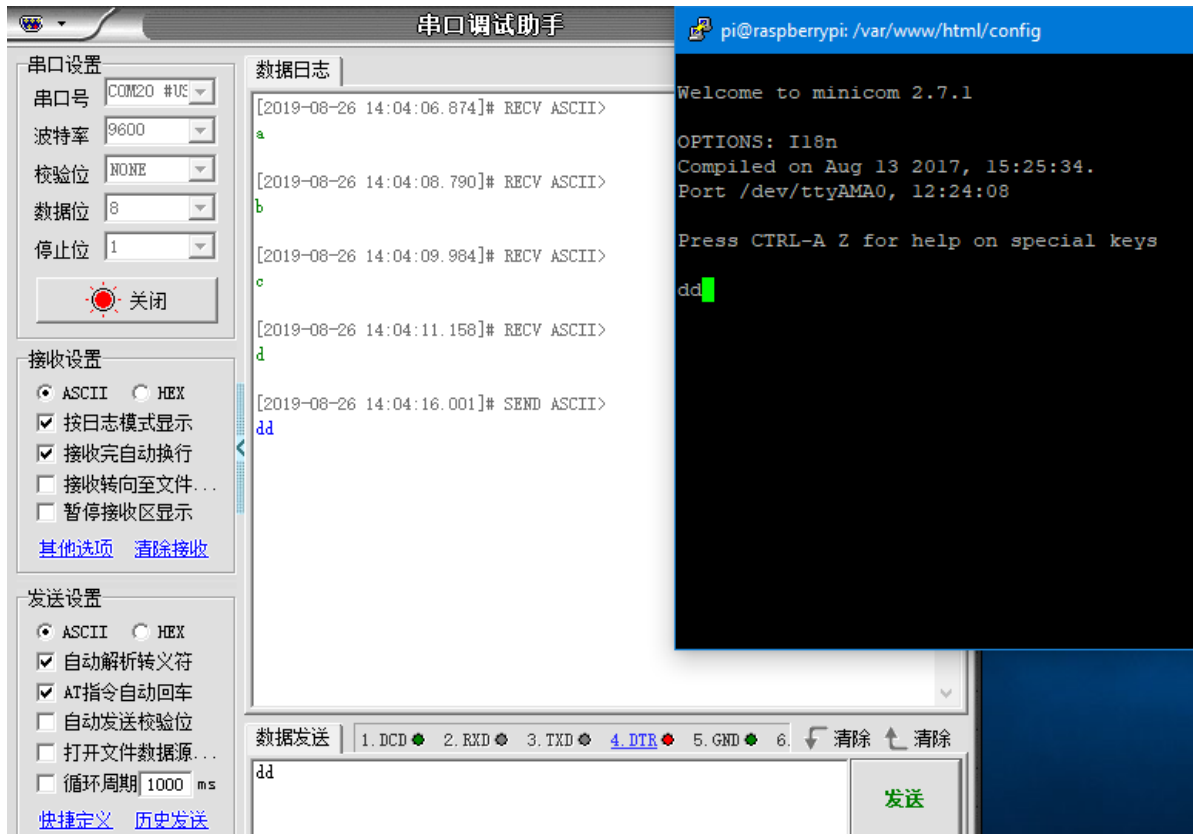 串口调试助手
串口设置
串口号 COM20 #US
波特率 9600
校验位 NONE
数据位 8
停止位 1
关闭
接收设置
ASCII HEX
按日志模式显示
接收完自动换行
接收转向至文件...
暂停接收区显示
其他选项 清除接收
发送设置
ASCII HEX
自动解析转义符
AT指令自动回车
自动发送校验位
打开文件数据源...
循环周期 1000 ms
快捷定义 历史发送
数据日志
[2019-08-26 14:04:06.874]# RECV ASCII>
a
[2019-08-26 14:04:08.790]# RECV ASCII>
b
[2019-08-26 14:04:09.984]# RECV ASCII>
c
[2019-08-26 14:04:11.158]# RECV ASCII>
d
[2019-08-26 14:04:16.001]# SEND ASCII>
dd
数据发送 1.DCD 2.RXD 3.TXD 4.DTR 5.GND 6. 清除 清除
dd
发送
pi@raspberrypi: /var/www/html/config
Welcome to minicom 2.7.1
OPTIONS: I18n
Compiled on Aug 13 2017, 15:25:34.
Port /dev/ttyAMA0, 12:24:08
Press CTRL-A Z for help on special keys
dd